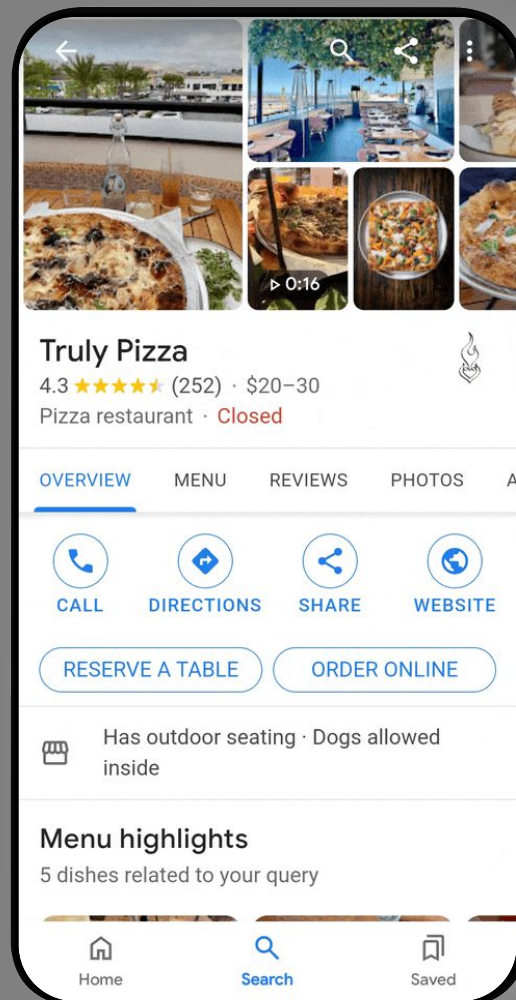 0:16
Truly Pizza
4.3 (252) · $20–30
Pizza restaurant · Closed
OVERVIEW MENU REVIEWS PHOTOS A
CALL DIRECTIONS SHARE WEBSITE
RESERVE A TABLE ORDER ONLINE
Has outdoor seating · Dogs allowed
inside
Menu highlights
5 dishes related to your query
Home Search Saved